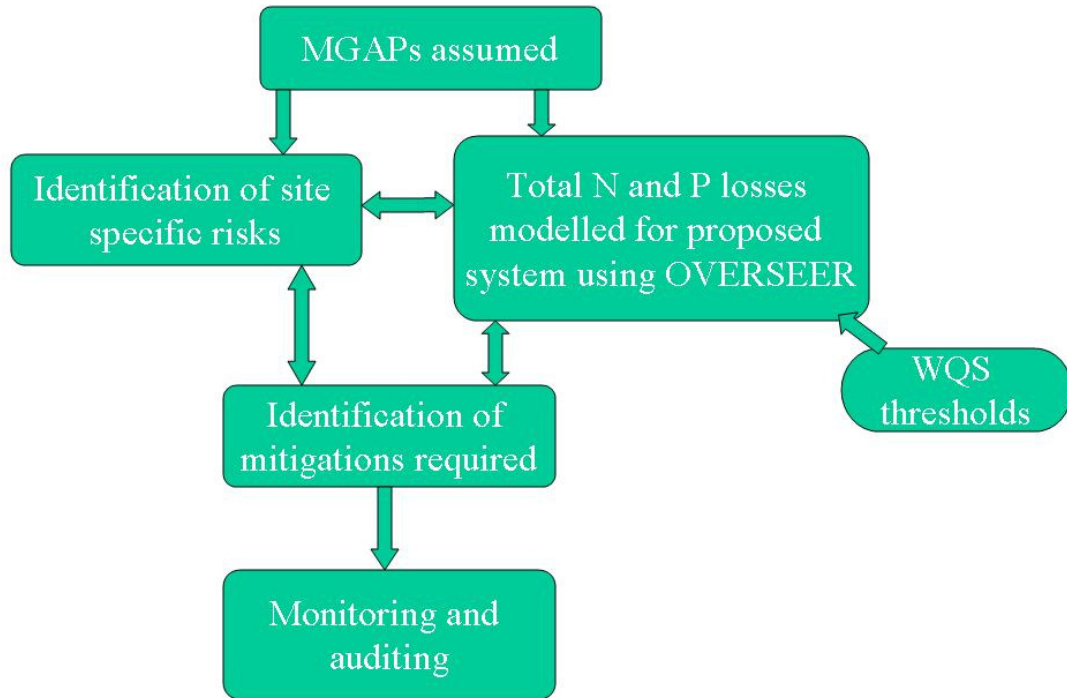 MGAPs assumed
Identification of site
specific risks
Total N and P losses
modelled for proposed
system using OVERSEER
WQS
thresholds
Identification of
mitigations required
Monitoring and
auditing